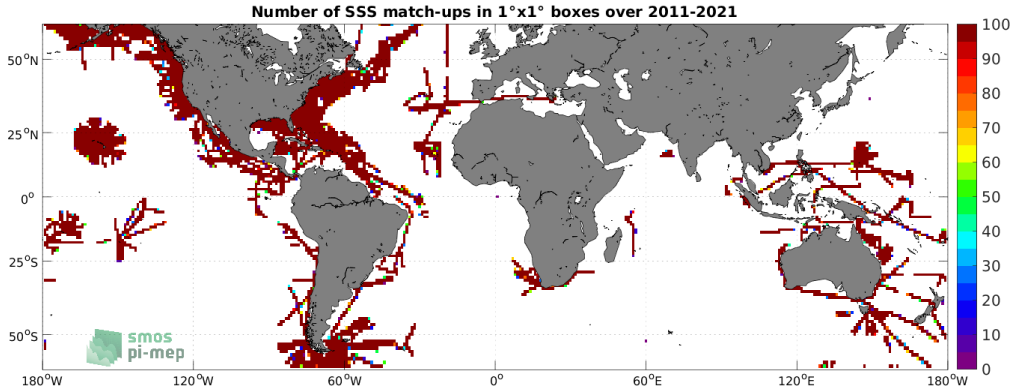 Number of SSS match-ups in 1°x1° boxes over 2011-2021
50°N
25°N
0°
25°S
50°S
180°W
120°W
60°W
0°
60°E
120°E
180°W
100
90
80
70
60
50
40
30
20
10
0
smos
pi-mep